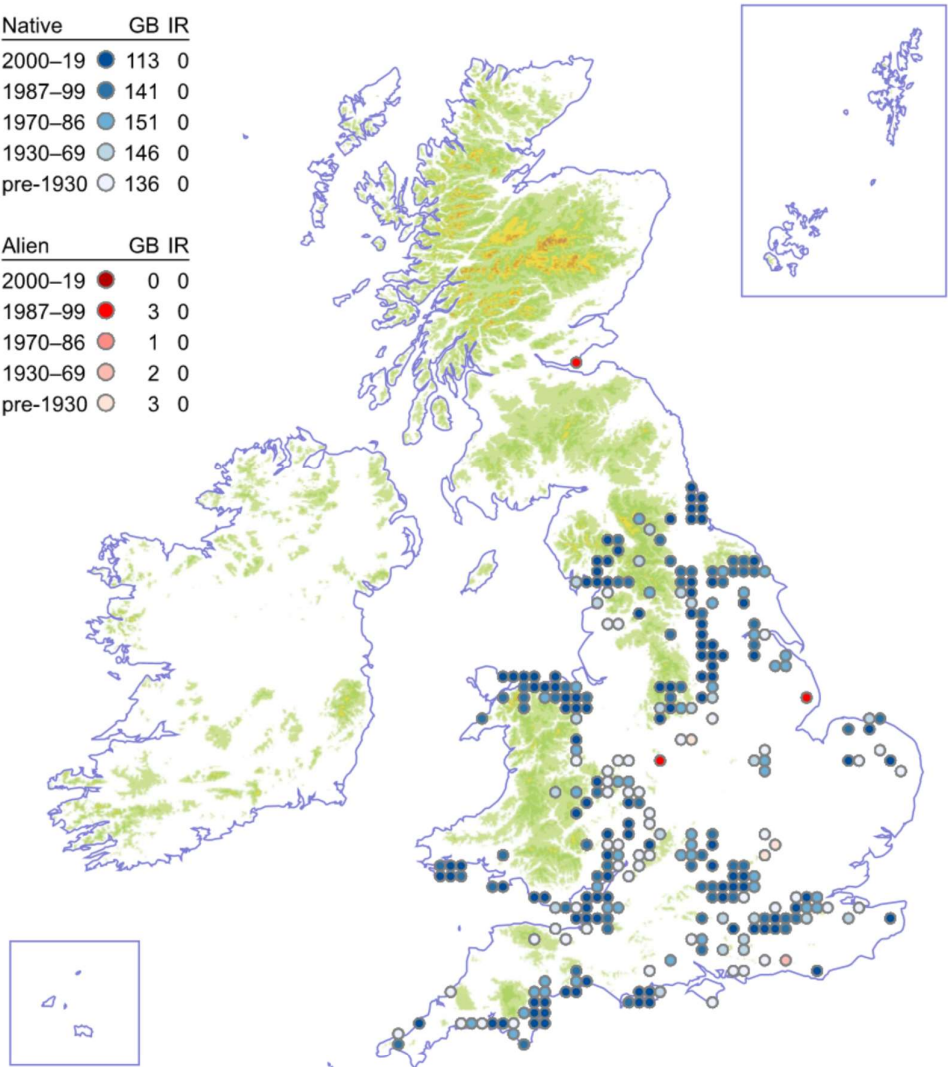 Native GB IR
2000–19 113 0
1987–99 141 0
1970–86 151 0
1930–69 146 0
pre-1930 136 0
Alien GB IR
2000–19 0 0
1987–99 3 0
1970–86 1 0
1930–69 2 0
pre-1930 3 0